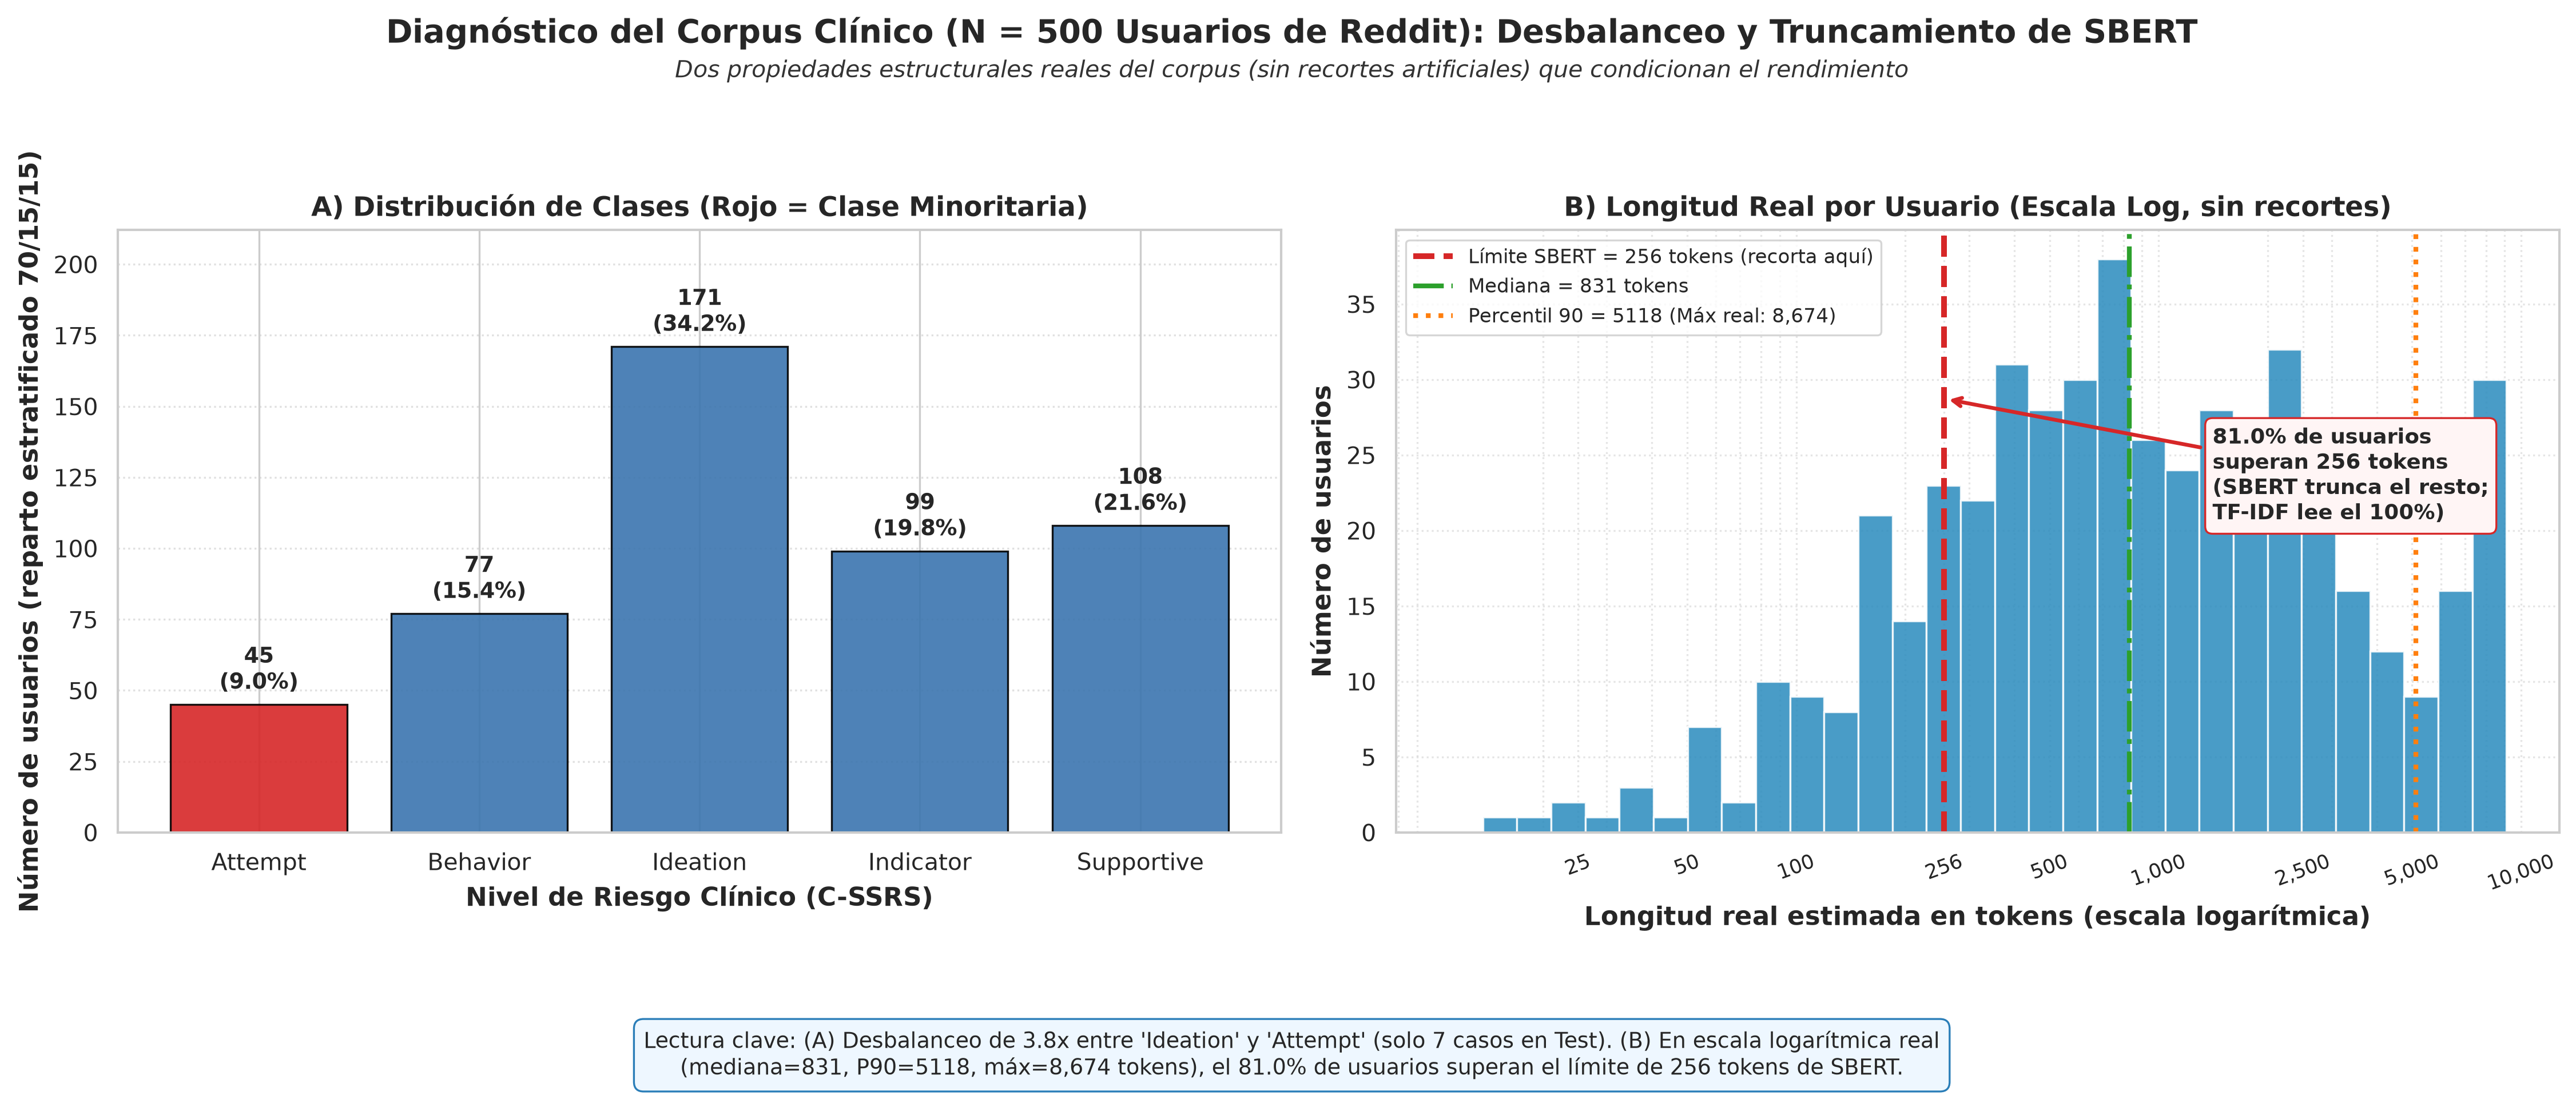 Diagnóstico del Corpus Clínico (N = 500 Usuarios de Reddit): Desbalanceo y Truncamiento de SBERT
Dos propiedades estructurales reales del corpus (sin recortes artificiales) que condicionan el rendimiento
A) Distribución de Clases (Rojo = Clase Minoritaria)
Número de usuarios (reparto estratificado 70/15/15)
200
175
150
125
100
75
50
25
0
45
(9.0%)
77
(15.4%)
171
(34.2%)
99
(19.8%)
108
(21.6%)
Attempt
Behavior
Ideation
Indicator
Supportive
Nivel de Riesgo Clínico (C-SSRS)
B) Longitud Real por Usuario (Escala Log, sin recortes)
Número de usuarios
35
30
25
20
15
10
5
0
Límite SBERT = 256 tokens (recorta aquí)
Mediana = 831 tokens
Percentil 90 = 5118 (Máx real: 8,674)
81.0% de usuarios
superan 256 tokens
(SBERT trunca el resto;
TF-IDF lee el 100%)
25
50
100
256
500
1,000
2,500
5,000
10,000
Longitud real estimada en tokens (escala logarítmica)
Lectura clave: (A) Desbalanceo de 3.8x entre 'Ideation' y 'Attempt' (solo 7 casos en Test). (B) En escala logarítmica real
(mediana=831, P90=5118, máx=8,674 tokens), el 81.0% de usuarios superan el límite de 256 tokens de SBERT.